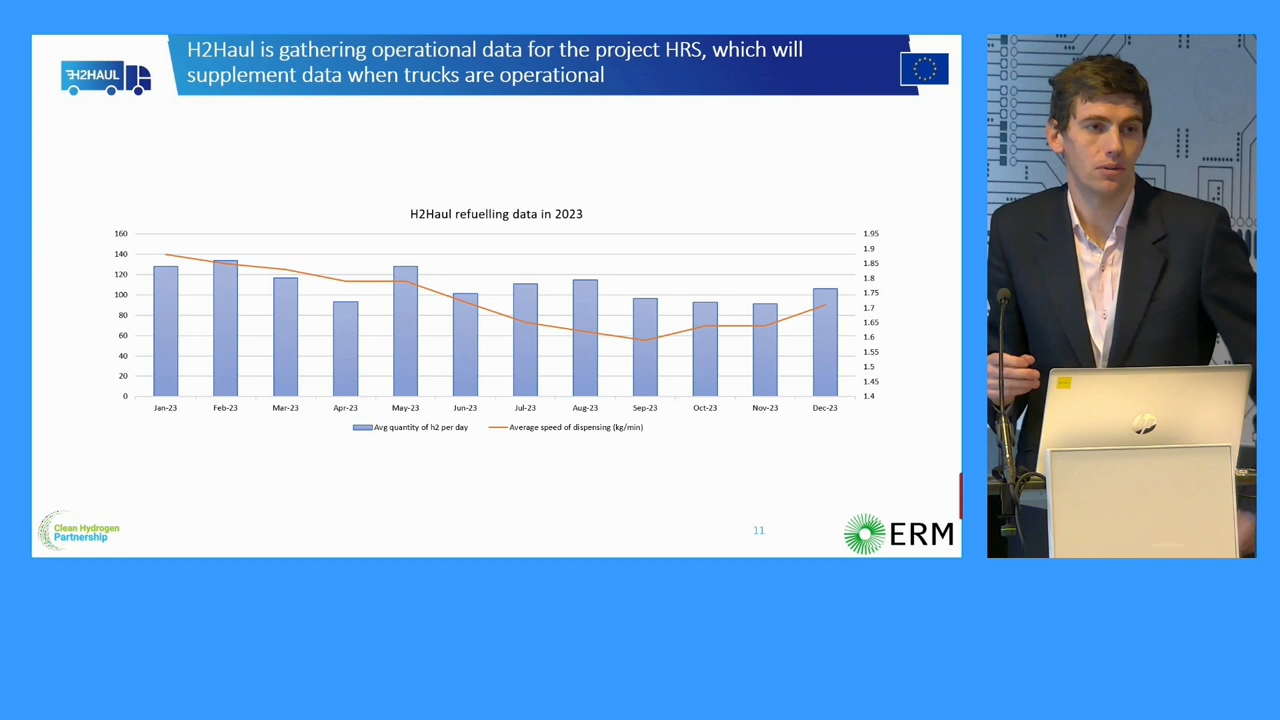 H2Haul is gathering operational data for the project HRS, which will
supplement data when trucks are operational
H2HAUL
H2Haul refuelling data in 2023
160
140
120
100
80
60
40
20
0
1.95
1.9
1.85
1.8
1.75
1.7
1.65
1.6
1.55
1.5
1.45
1.4
Jan-23 Feb-23 Mar-23 Apr-23 May-23 Jun-23 Jul-23 Aug-23 Sep-23 Oct-23 Nov-23 Dec-23
Avg quantity of h2 per day Average speed of dispensing (kg/min)
Clean Hydrogen
Partnership
11
ERM
hp